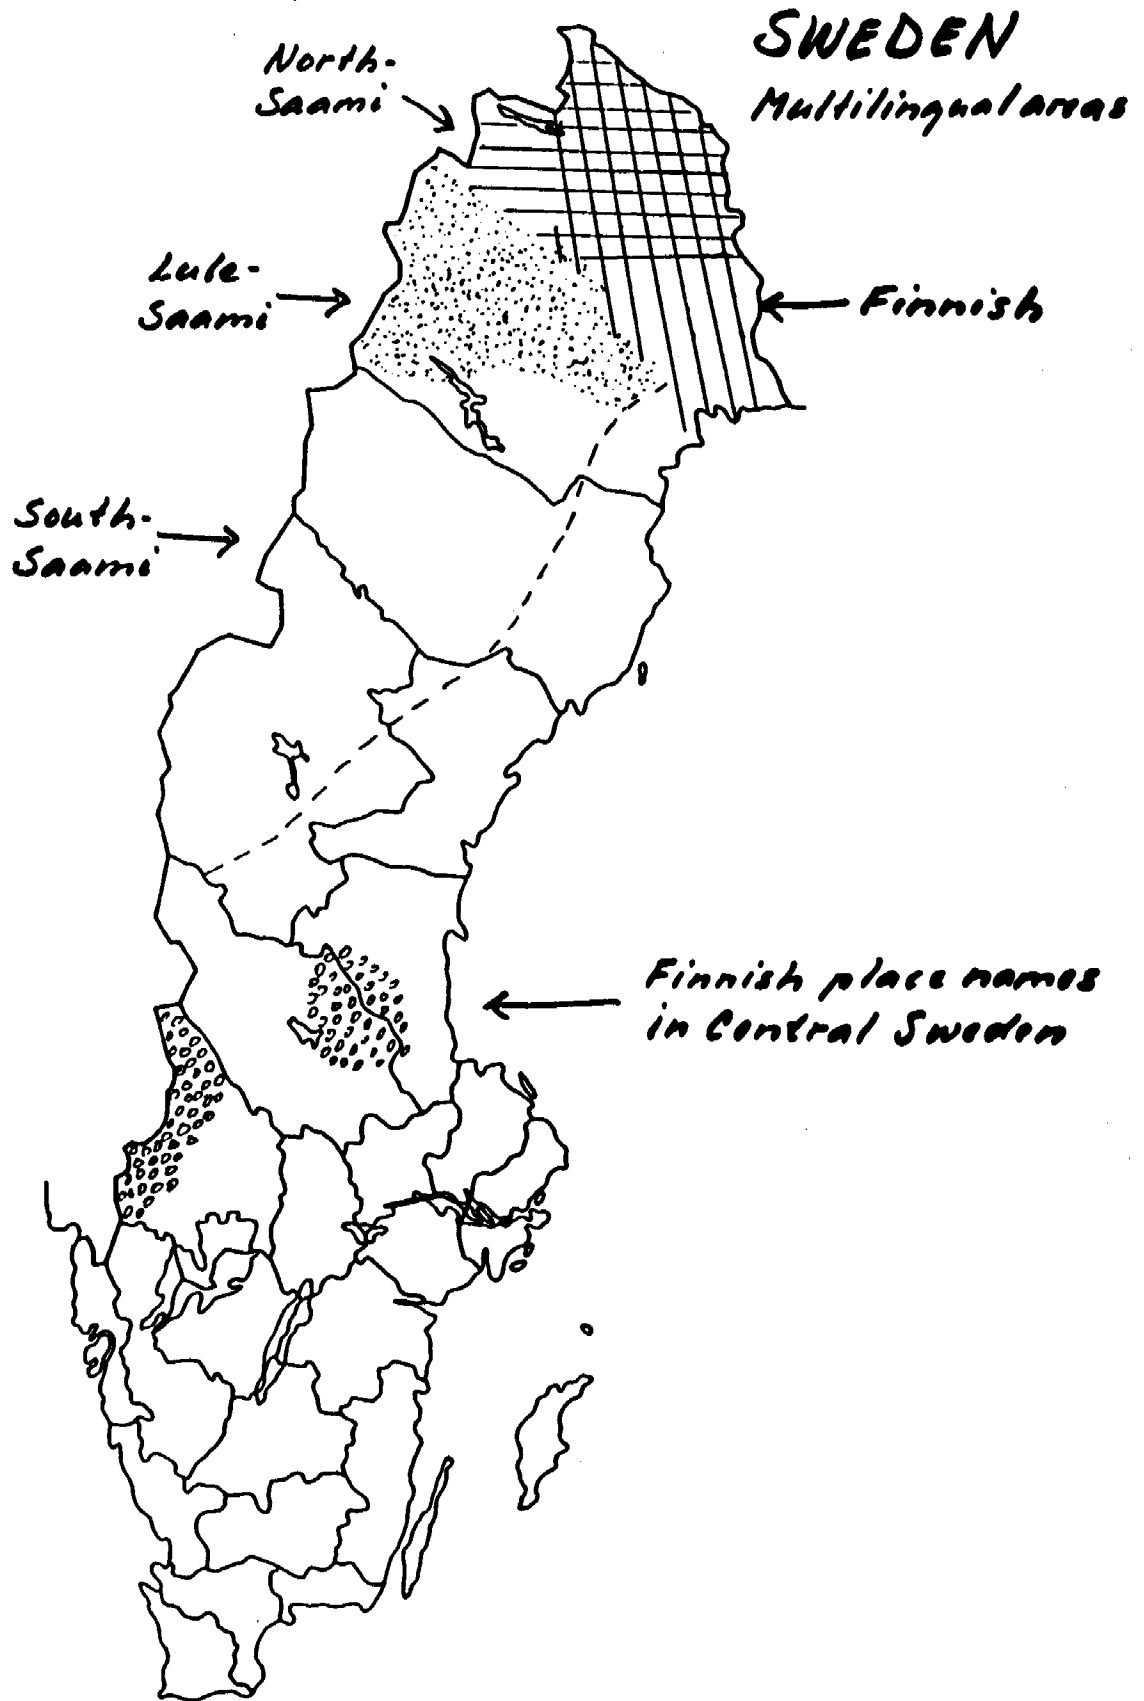 SWEDEN
Multilingual areas
North-
Saami
Lule-
Saami
Finnish
South-
Saami
Finnish place names
in Central Sweden